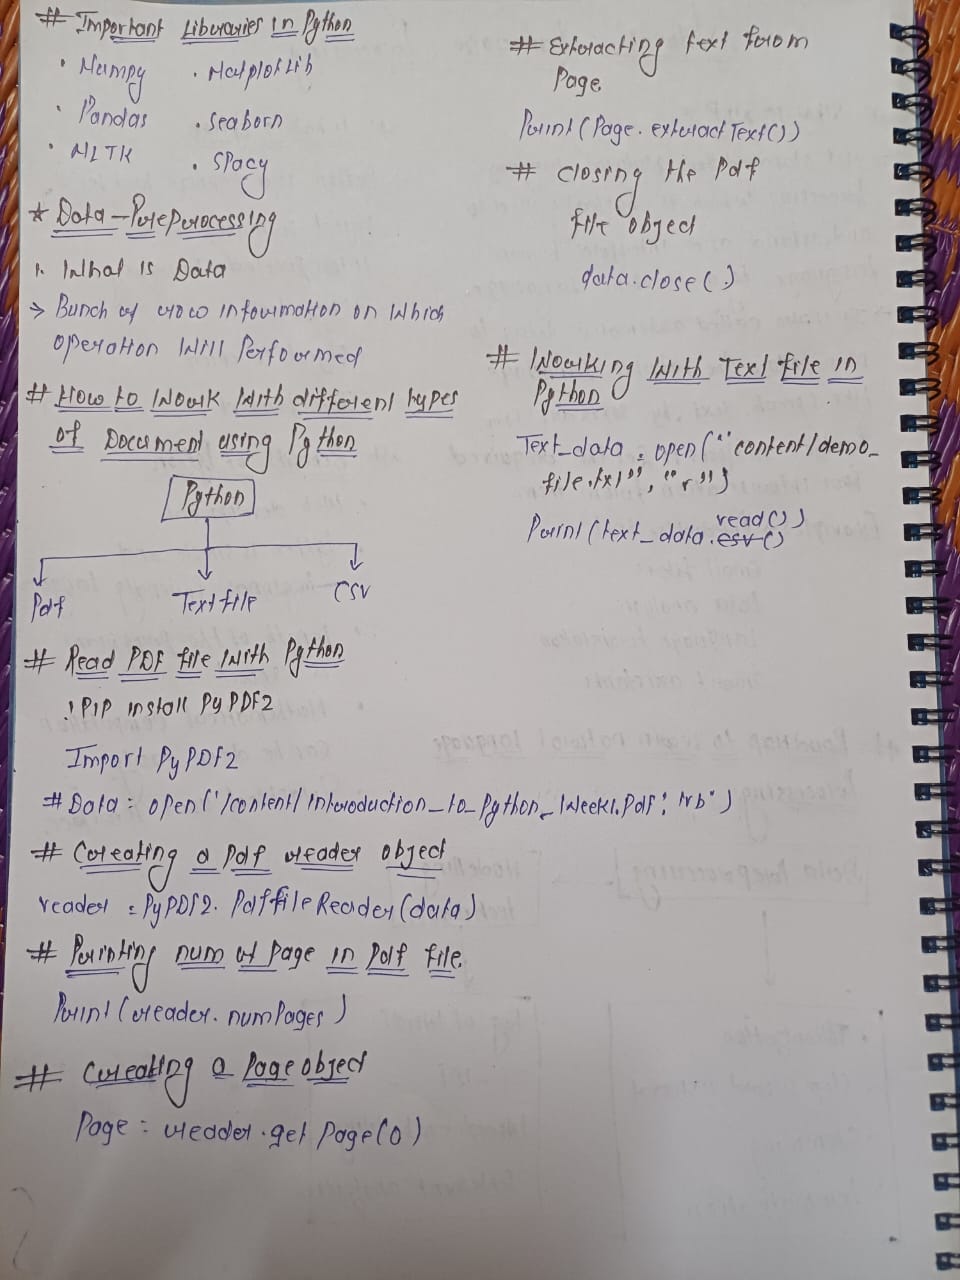 # Important Libraries in Python
· Numpy · Matplotlib
· Pandas · seaborn
· NLTK · Spacy
* Data-Preprocessing
1. What is Data
→ Bunch of row information on Which
operation Will Performed
# How to Work With different types
of Document using Python
Python
Pdf Text file CSV
# Read PDF file With Python
! PIP install PyPDF2
Import PyPDF2
# Data = open('/content/Introduction_to_Python_Week1.Pdf', 'rb')
# Creating a Pdf reader object
reader = PyPDF2. PdffileReader(data)
# Printing num of Page in Pdf file.
Print(reader.numPages)
# Creating a Page object
Page = reader.get Page(0)
# Extracting text from
Page.
Print(Page.extractText())
# Closing the Pdf
file object
data.close()
# Working With Text file in
Python
Text_data = open("content/demo_
file.txt", "r")
read()
Print(text_data.csv()